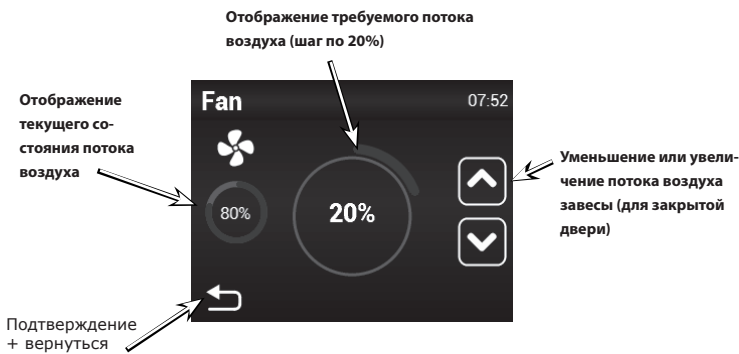 Отображение требуемого потока
воздуха (шаг по 20%)
Отображение
текущего со-
стояния потока
воздуха
Fan
07:52
80%
20%
Уменьшение или увели-
чение потока воздуха
завесы (для закрытой
двери)
Подтверждение
+ вернуться